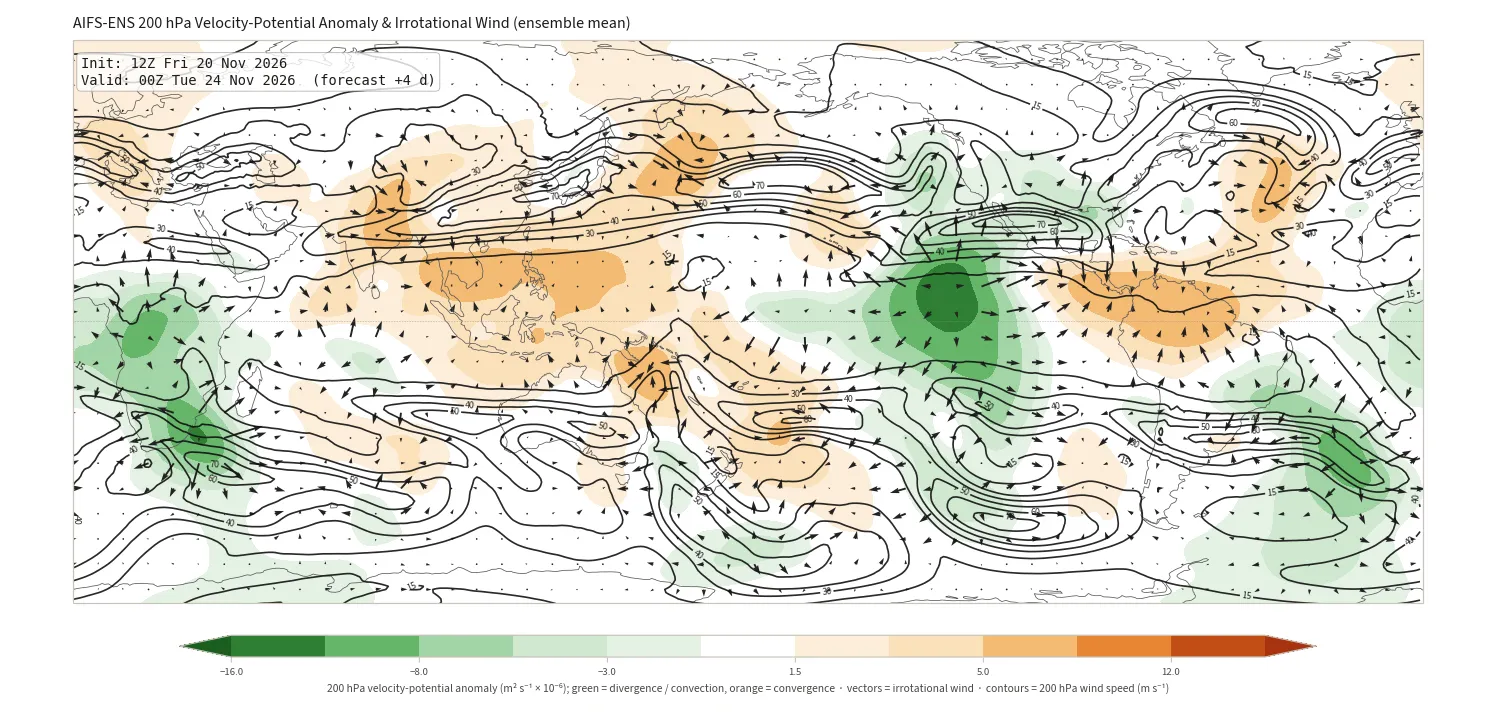 AIFS-ENS 200 hPa Velocity-Potential Anomaly & Irrotational Wind (ensemble mean)
Init: 12Z Fri 20 Nov 2026
Valid: 00Z Tue 24 Nov 2026 (forecast +4 d)
−16.0 −8.0 −3.0 1.5 5.0 12.0
200 hPa velocity-potential anomaly (m² s⁻¹ × 10⁻⁶); green = divergence / convection, orange = convergence · vectors = irrotational wind · contours = 200 hPa wind speed (m s⁻¹)